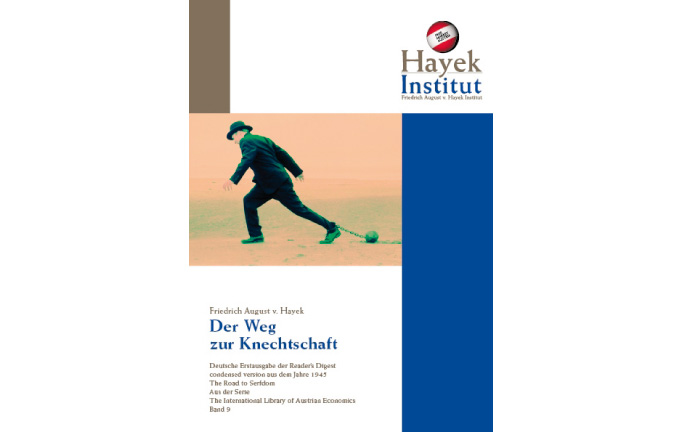 Hayek
Institut
Friedrich August v. Hayek Institut
Friedrich August v. Hayek
Der Weg
zur Knechtschaft
Deutsche Erstausgabe der Reader's Digest
condensed version aus dem Jahre 1945
The Road to Serfdom
Aus der Serie
The International Library of Austrian Economics
Band 9